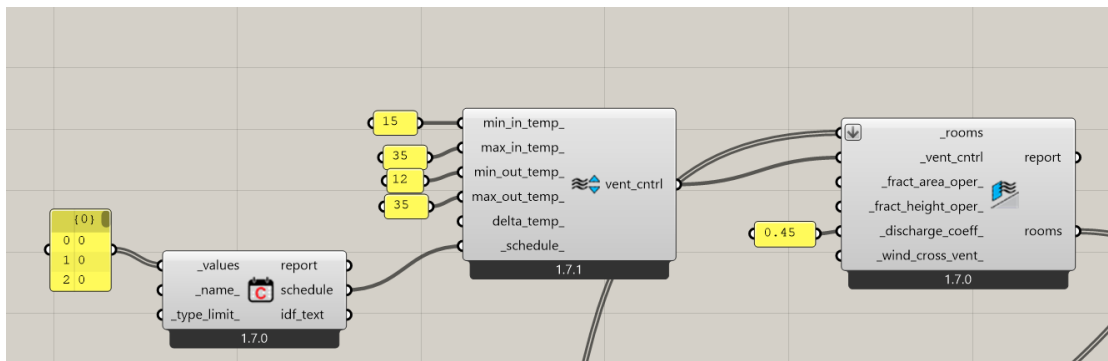 {0}
0 0
1 0
2 0
_values
_name_
_type_limit_
report
schedule
idf_text
1.7.0
15
35
12
35
min_in_temp_
max_in_temp_
min_out_temp_
max_out_temp_
delta_temp_
_schedule_
vent_cntrl
1.7.1
0.45
_rooms
_vent_cntrl
_fract_area_oper_
_fract_height_oper_
_discharge_coeff_
_wind_cross_vent_
report
rooms
1.7.0